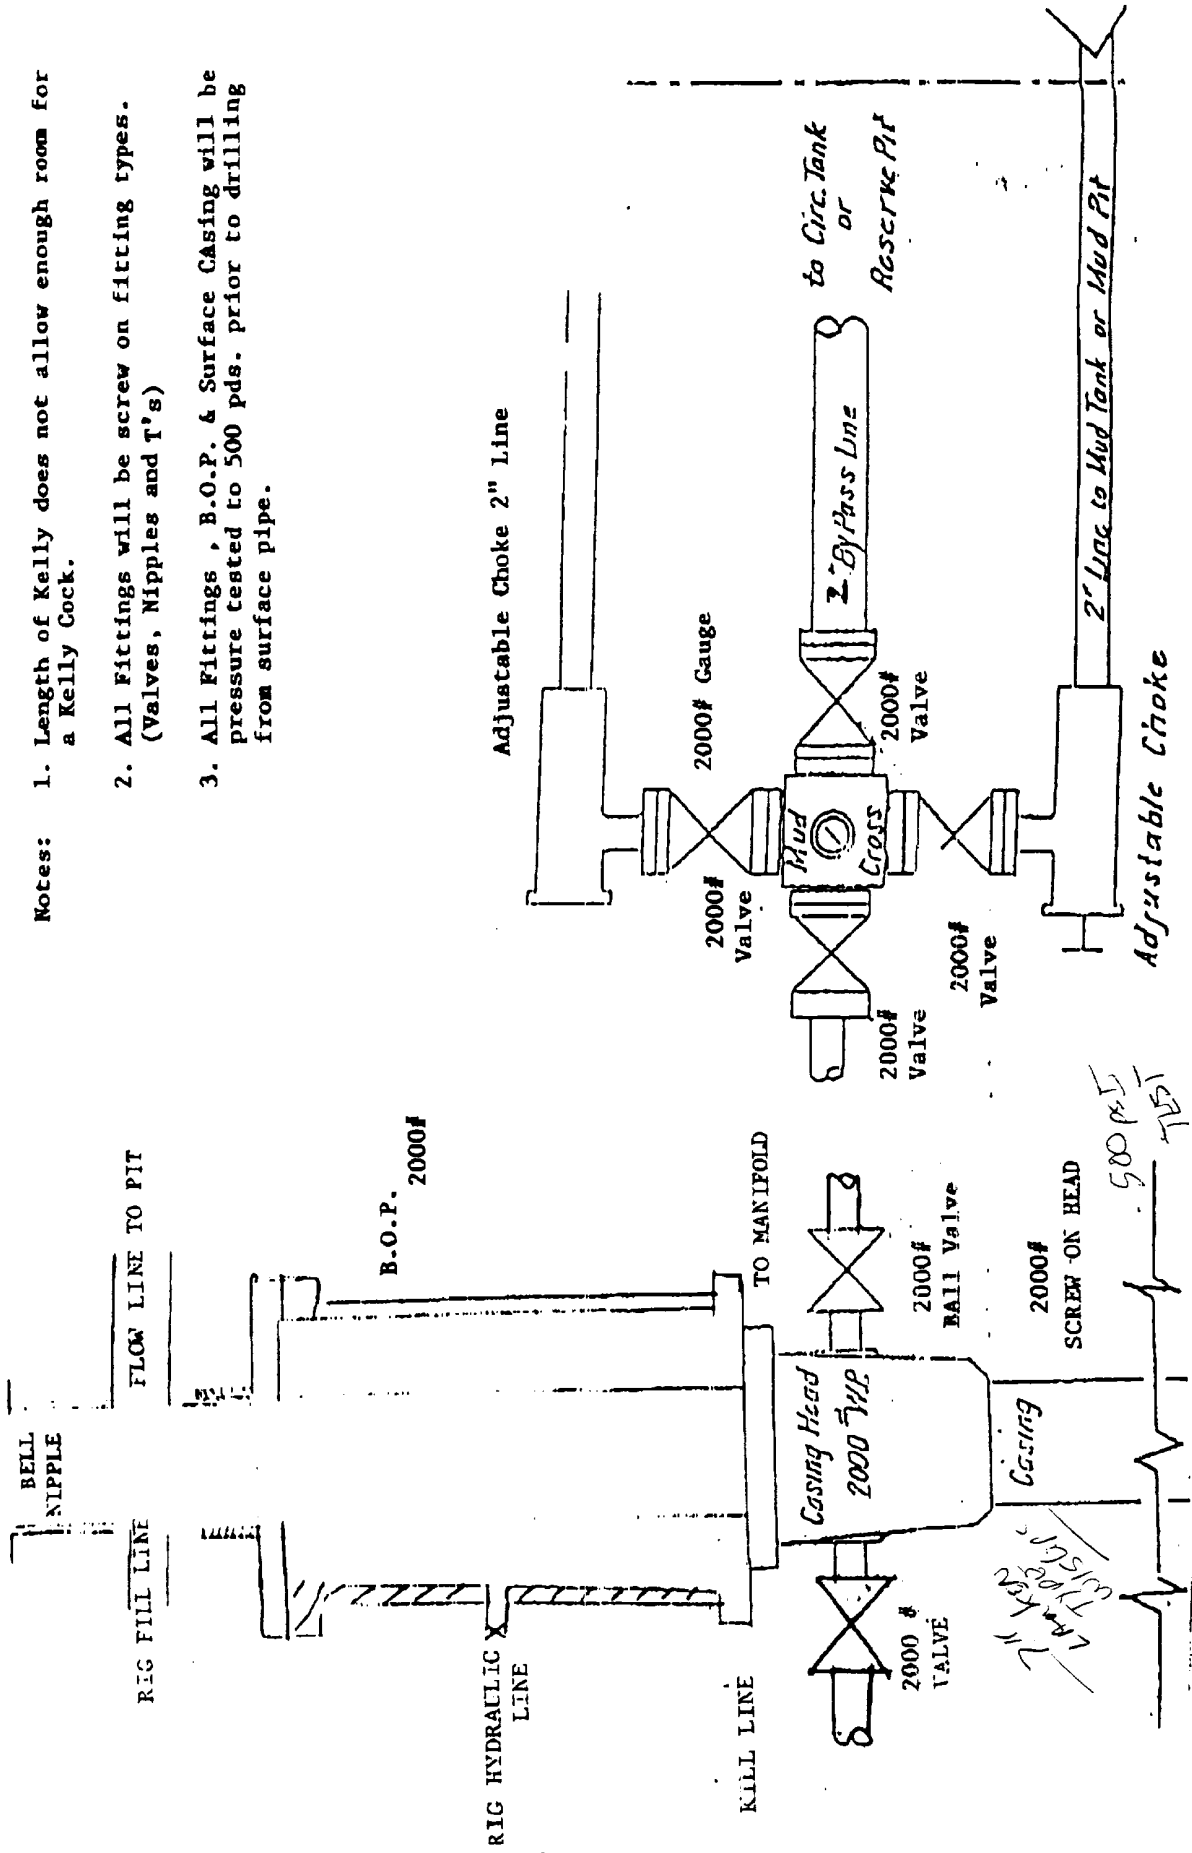 Notes:
1. Length of Kelly does not allow enough room for
a Kelly Cock.
2. All Fittings will be screw on fitting types.
(Valves, Nipples and T's)
3. All Fittings , B.O.P. & Surface CAsing will be
pressure tested to 500 pds. prior to drilling
from surface pipe.
BELL
NIPPLE
RIG FILL LINE
FLOW LINE TO PIT
B.O.P.
2000#
RIG HYDRAULIC
LINE
KILL LINE
TO MANIFOLD
Casing Head
2000 # WP
2000 #
VALVE
2000#
BAll Valve
2000#
SCREW-ON HEAD
Casing
500 psI
TEST
TYPE
Adjustable Choke 2" Line
2000# Gauge
2000#
Valve
Mud
Cross
2000#
Valve
2" By Pass Line
to Circ. Tank
or
Reserve Pit
2000#
Valve
2000#
Valve
2" Line to Mud Tank or Mud Pit
Adjustable Choke